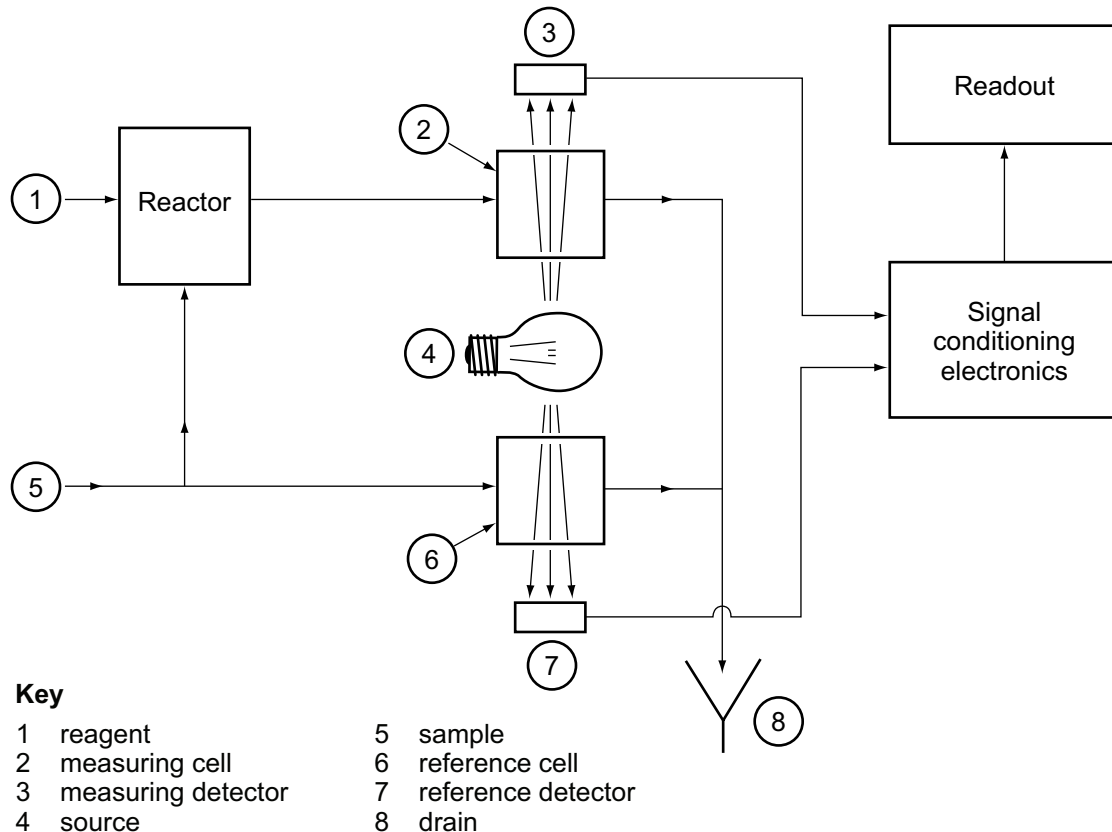 3
Readout
2
1
Reactor
Signal
conditioning
electronics
4
5
6
7
8
Key
1 reagent
2 measuring cell
3 measuring detector
4 source
5 sample
6 reference cell
7 reference detector
8 drain